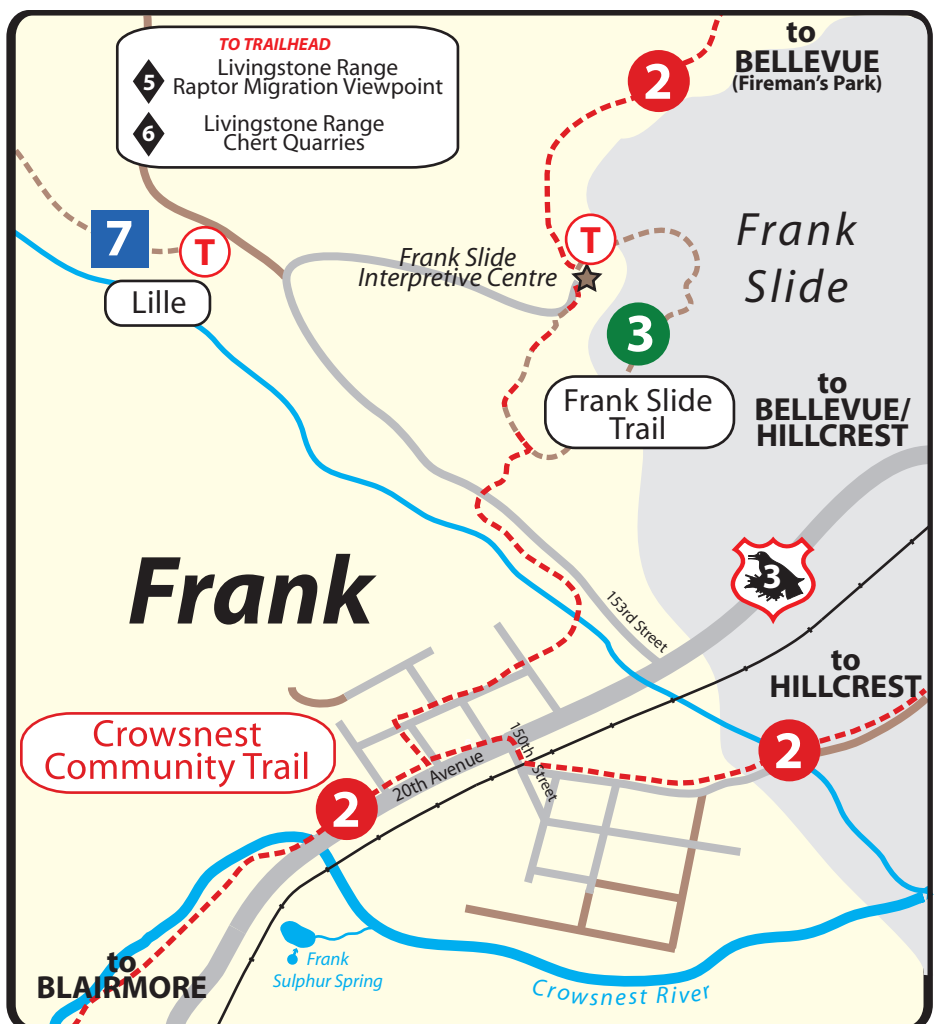 TO TRAILHEAD
5
Livingstone Range
Raptor Migration Viewpoint
6
Livingstone Range
Chert Quarries
2
to
BELLEVUE
(Fireman's Park)
7
T
Lille
T
Frank Slide
Interpretive Centre
Frank
Slide
3
Frank Slide
Trail
to
BELLEVUE/
HILLCREST
3
Frank
153rd Street
to
HILLCREST
Crowsnest
Community Trail
2
20th Avenue
150th Street
2
Frank
Sulphur Spring
to
BLAIRMORE
Crowsnest River